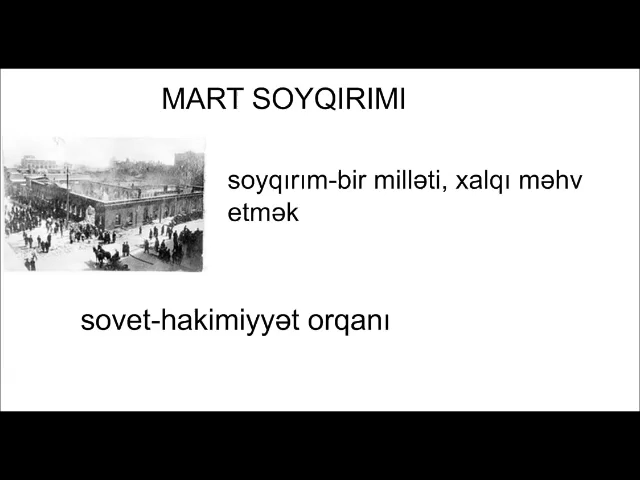 MART SOYQIRIMI
soyqırım-bir milləti, xalqı məhv
etmək
sovet-hakimiyyət orqanı